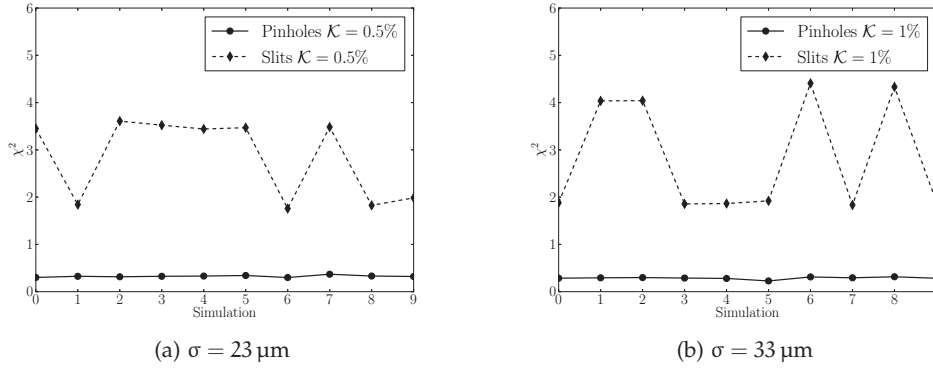 6
5
4
3
2
1
0
χ²
Pinholes K = 0.5%
Slits K = 0.5%
0 1 2 3 4 5 6 7 8 9
Simulation
(a) σ = 23 µm
6
5
4
3
2
1
0
χ²
Pinholes K = 1%
Slits K = 1%
0 1 2 3 4 5 6 7 8
Simulation
(b) σ = 33 µm